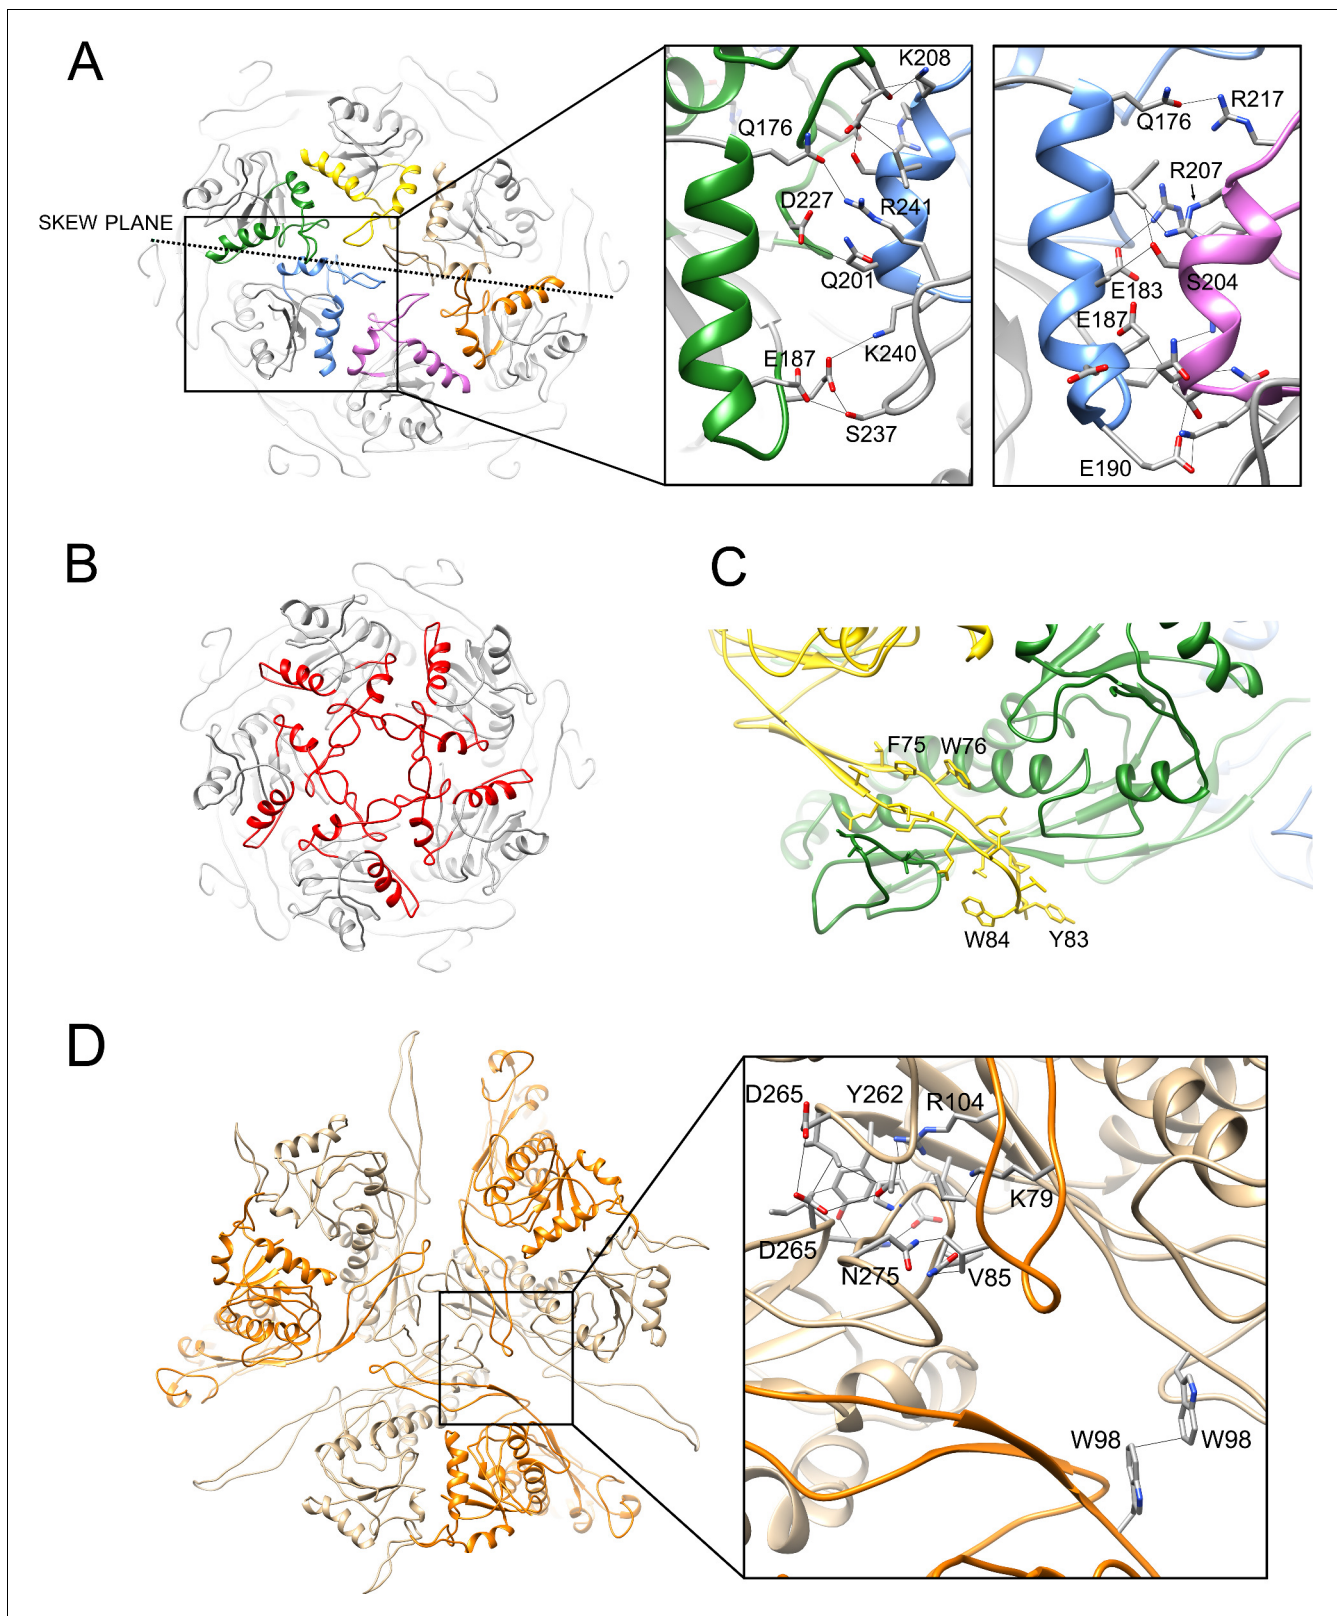 A
SKEW PLANE
K208
Q176
D227
R241
Q201
K240
E187
S237
Q176
R217
R207
E183
S204
E187
E190
B
C
F75 W76
W84 Y83
D
D265 Y262 R104
K79
D265
N275 V85
W98 W98